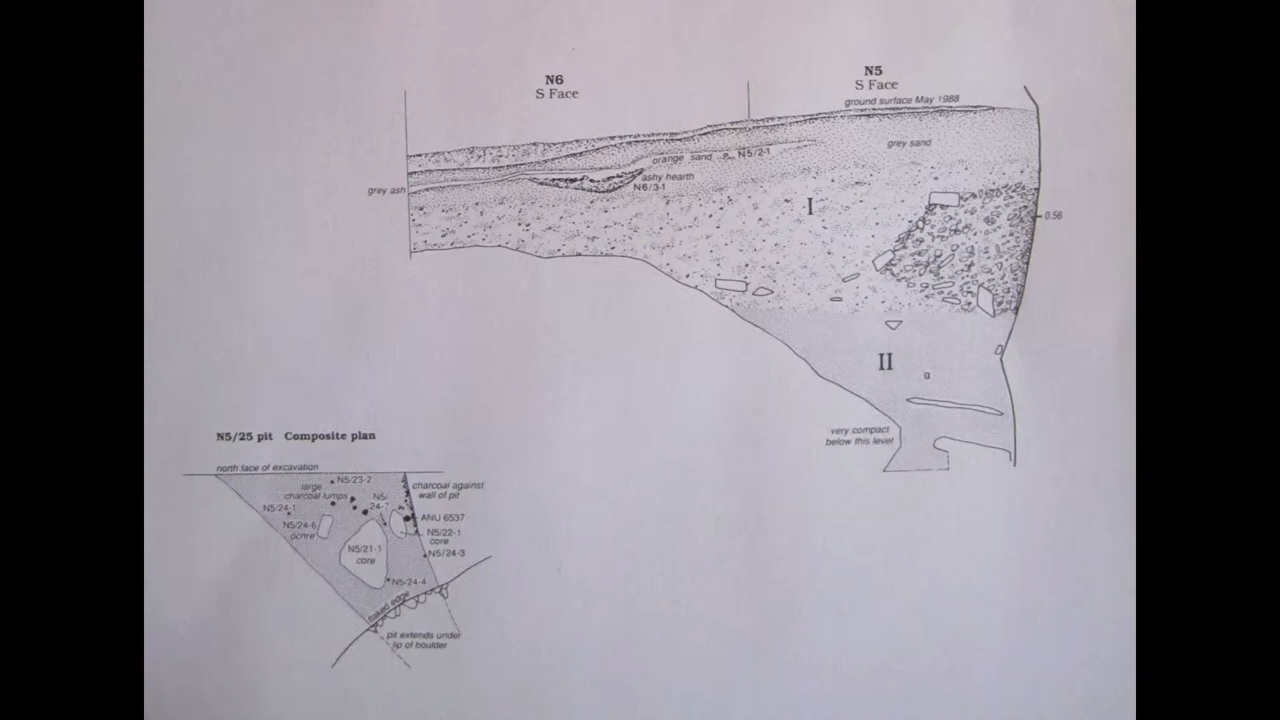 N6
S Face
N5
S Face
ground surface May 1988
grey sand
orange sand
N5/2-1
ashy hearth
N6/3-1
grey ash
I
0.56
II
very compact
below this level
N5/25 pit Composite plan
north face of excavation
N5/23-2
large
charcoal lumps
charcoal against
wall of pit
N5/
24-7
N5/24-1
ANU 6537
N5/24-6
ochre
N5/22-1
core
N5/21-1
core
N5/24-3
N5/24-4
flaked edge
pit extends under
lip of boulder